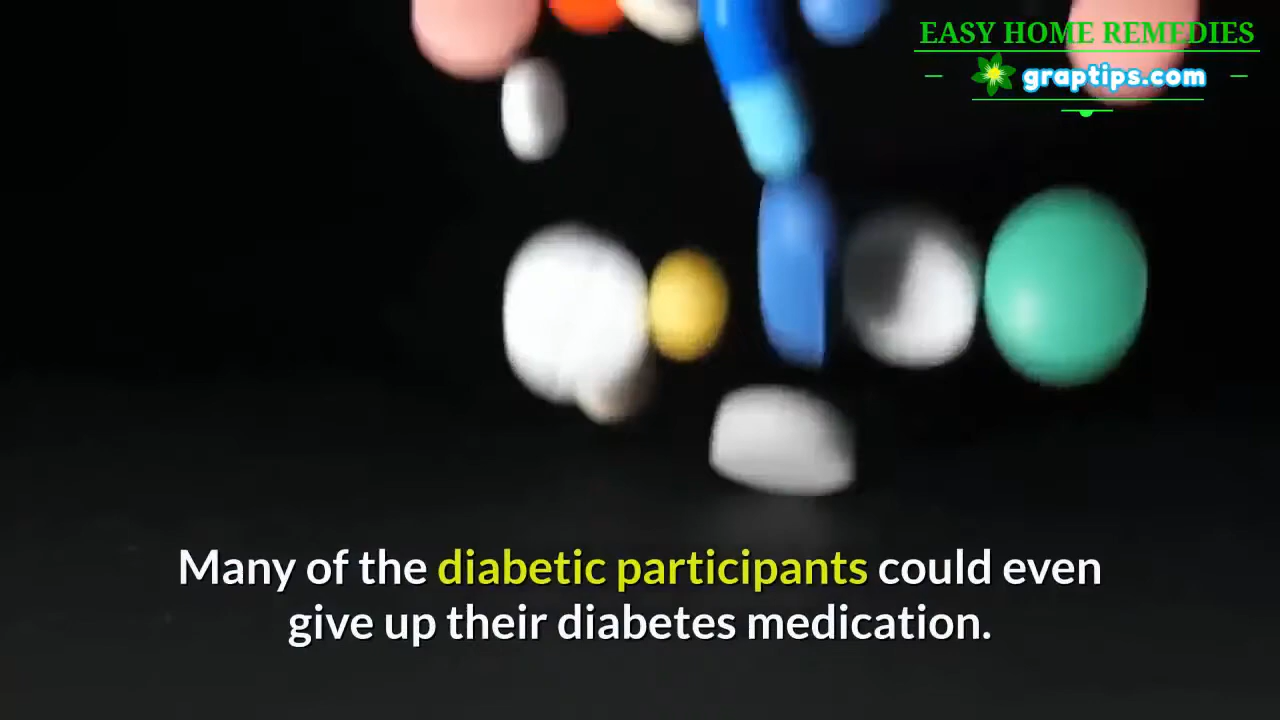 EASY HOME REMEDIES
graptips.com
Many of the diabetic participants could even
give up their diabetes medication.